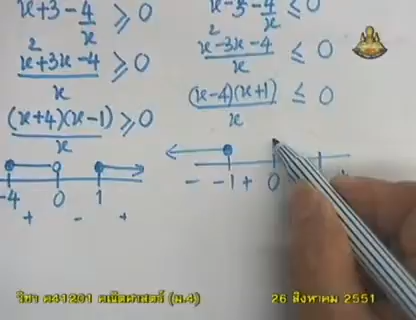 x+3-4/x ≥ 0
x²+3x-4/x ≥ 0
(x+4)(x-1)/x ≥ 0
-4 0 1
+ - +
x-3-4/x ≤ 0
x²-3x-4/x ≤ 0
(x-4)(x+1)/x ≤ 0
- -1 + 0
วิชา ค41201 คณิตศาสตร์ (ม.4)
26 สิงหาคม 2551